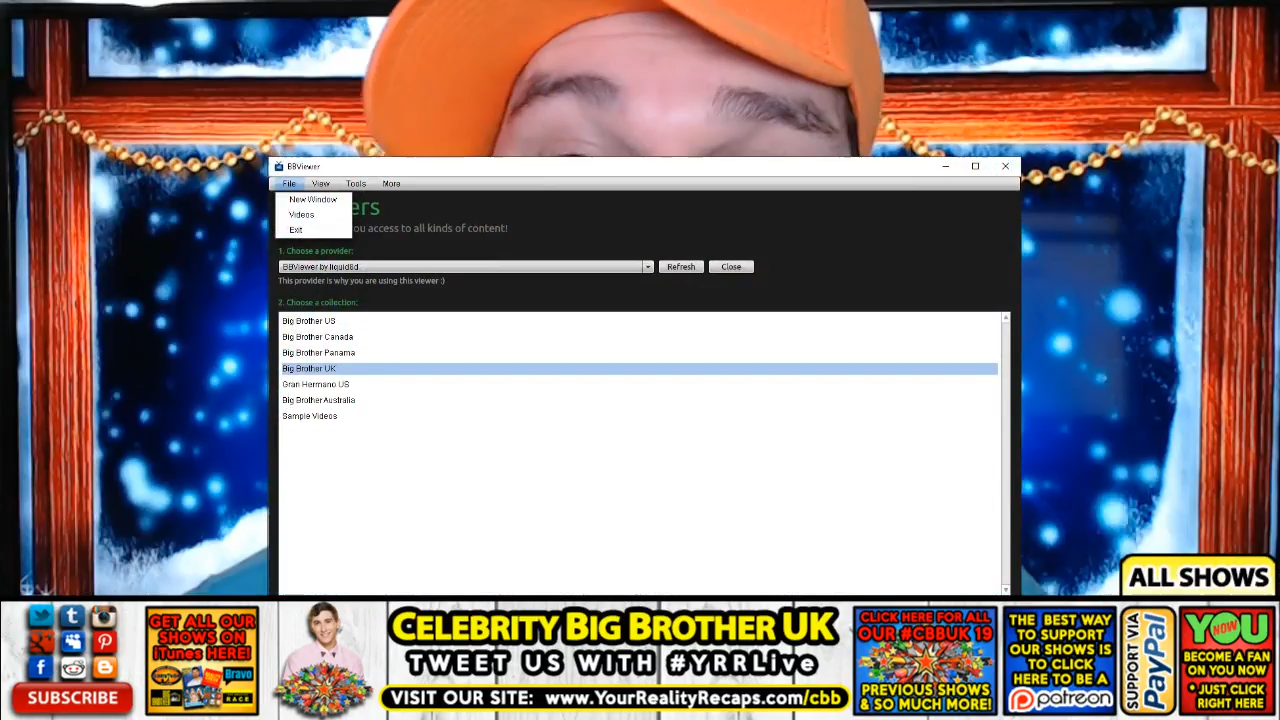 BBViewer
File View Tools More
New Window
Videos
Exit
ers
ou access to all kinds of content!
1. Choose a provider:
BBViewer by liquid8d
Refresh
Close
This provider is why you are using this viewer :)
2. Choose a collection:
Big Brother US
Big Brother Canada
Big Brother Panama
Big Brother UK
Gran Hermano US
Big Brother Australia
Sample Videos
ALL SHOWS
SUBSCRIBE
GET ALL OUR
SHOWS ON
iTunes HERE!
Bravo
RACE
CELEBRITY BIG BROTHER UK
TWEET US WITH #YRRLive
VISIT OUR SITE: www.YourRealityRecaps.com/cbb
CLICK HERE FOR ALL
OUR #CBBUK 19
PREVIOUS SHOWS
& SO MUCH MORE!
THE BEST WAY
TO SUPPORT
OUR SHOWS IS
TO CLICK
HERE TO BE A
patreon
SUPPORT VIA
PayPal
YOU
NOW
BECOME A FAN
ON YOU NOW
*JUST CLICK
RIGHT HERE